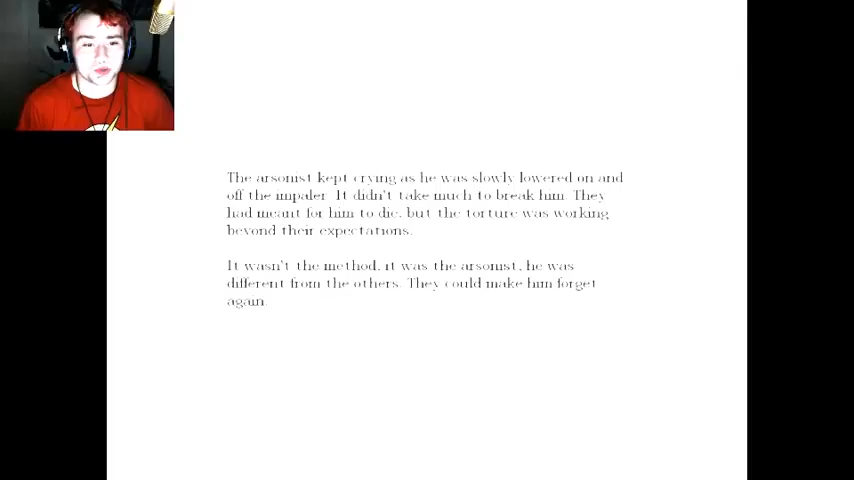 The arsonist kept crying as he was slowly lowered on and
off the impaler. It didn't take much to break him. They
had meant for him to die, but the torture was working
beyond their expectations.
It wasn't the method, it was the arsonist, he was
different from the others. They could make him forget
again.